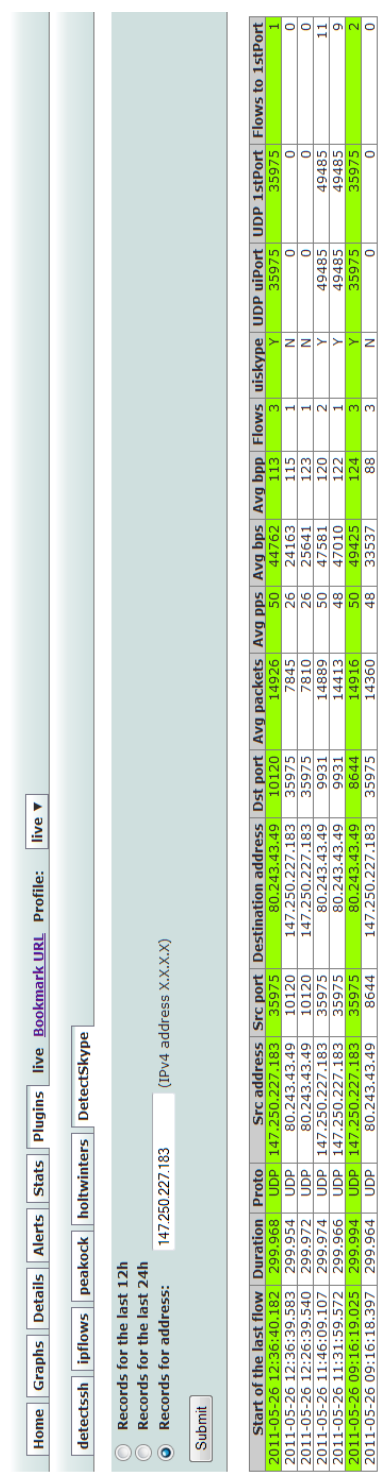 Home Graphs Details Alerts Stats Plugins live Bookmark URL Profile: live ▼
detectssh ipflows peakock holtwinters DetectSkype
Records for the last 12h
Records for the last 24h
Records for address: 147.250.227.183 (IPv4 address X.X.X.X)
Submit
Start of the last flow Duration Proto Src address Src port Destination address Dst port Avg packets Avg pps Avg bps Avg bpp Flows uiskype UDP uiPort UDP 1stPort Flows to 1stPort
2011-05-26 12:36:40.182 299.968 UDP 147.250.227.183 35975 80.243.43.49 10120 14926 50 44762 113 3 Y 35975 35975 1
2011-05-26 12:36:39.583 299.954 UDP 80.243.43.49 10120 147.250.227.183 35975 7845 26 24163 115 1 N 0 0 0
2011-05-26 12:26:39.540 299.972 UDP 80.243.43.49 10120 147.250.227.183 35975 7810 26 25641 123 1 N 0 0 0
2011-05-26 11:46:09.107 299.974 UDP 147.250.227.183 35975 80.243.43.49 9931 14889 50 47581 120 2 Y 49485 49485 11
2011-05-26 11:31:59.572 299.966 UDP 147.250.227.183 35975 80.243.43.49 9931 14413 48 47010 122 1 Y 49485 49485 9
2011-05-26 09:16:19.025 299.994 UDP 147.250.227.183 35975 80.243.43.49 8644 14916 50 49425 124 3 Y 35975 35975 2
2011-05-26 09:16:18.397 299.964 UDP 80.243.43.49 8644 147.250.227.183 35975 14360 48 33537 88 3 N 0 0 0